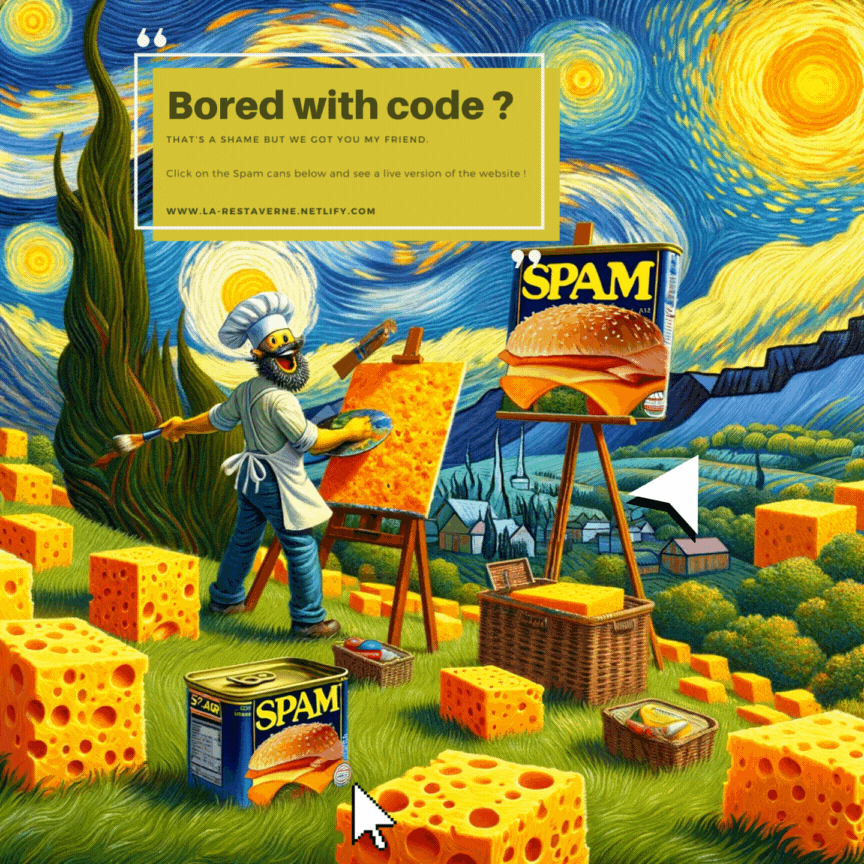 Bored with code ?
THAT'S A SHAME BUT WE GOT YOU MY FRIEND.
Click on the Spam cans below and see a live version of the website !
WWW.LA-RESTAVERNE.NETLIFY.COM
SPAM
SPAM